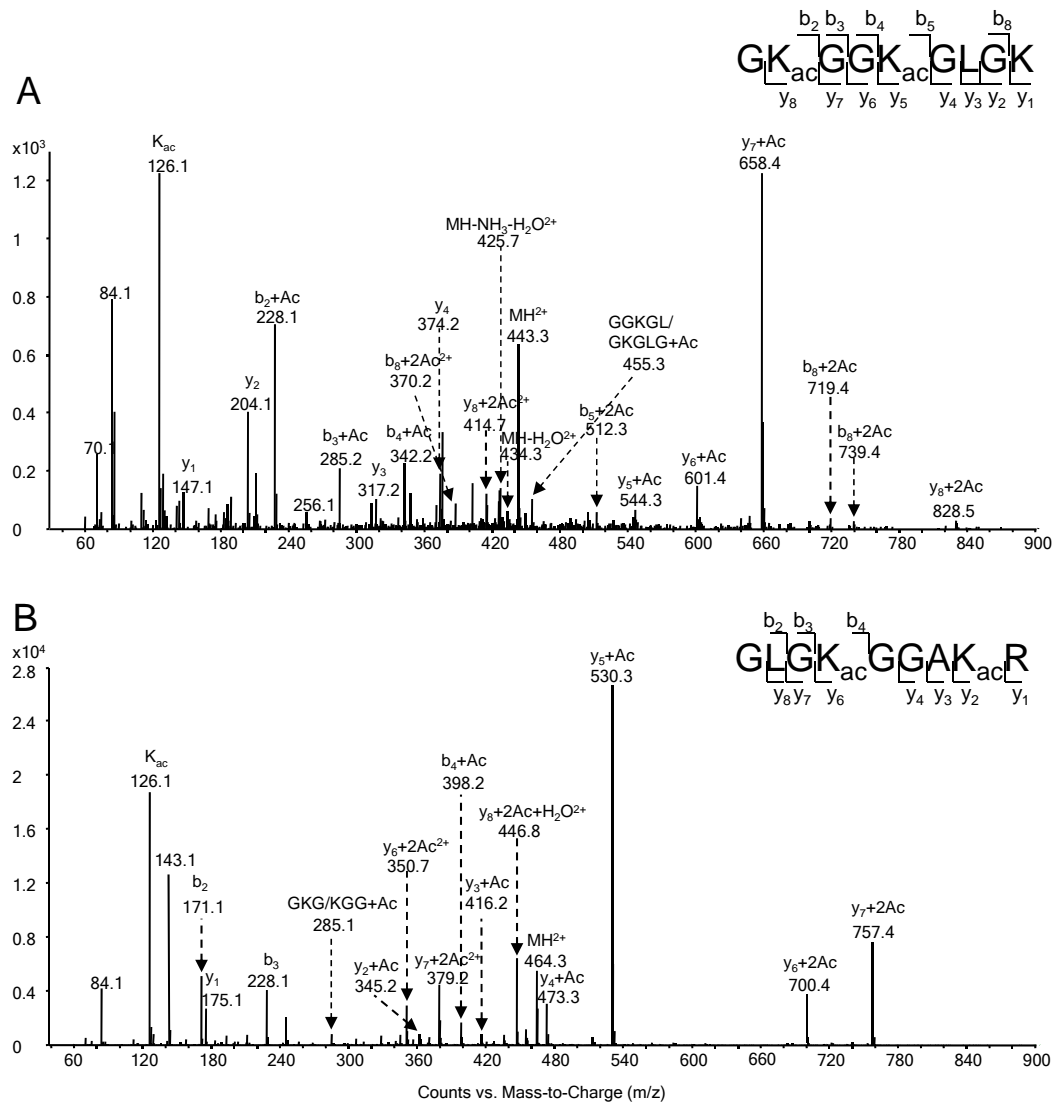 A
b2 b3 b4 b5 b8
GKacGGKacGLGK
y8 y7 y6 y5 y4 y3 y2 y1
x10³
1.2
1
0.8
0.6
0.4
0.2
0
84.1
70.1
Kac
126.1
y1
147.1
y2
204.1
b2+Ac
228.1
256.1
b3+Ac
285.2
y3
317.2
b4+Ac
342.2
b8+2Ac²⁺
370.2
y4
374.2
MH-NH3-H2O²⁺
425.7
y8+2Ac²⁺
414.7
MH-H2O²⁺
434.3
MH²⁺
443.3
GGKGL/
GKGLG+Ac
455.3
b5+2Ac
512.3
y5+Ac
544.3
y6+Ac
601.4
y7+Ac
658.4
b8+2Ac
719.4
b8+2Ac
739.4
y8+2Ac
828.5
60 120 180 240 300 360 420 480 540 600 660 720 780 840 900
B
b2 b3 b4
GLGKacGGAKacR
y8 y7 y6 y4 y3 y2 y1
x10⁴
2.8
2.4
2
1.6
1.2
0.8
0.4
0
84.1
Kac
126.1
143.1
b2
171.1
y1
175.1
b3
228.1
GKG/KGG+Ac
285.1
y2+Ac
345.2
y6+2Ac²⁺
350.7
y7+2Ac²⁺
379.2
b4+Ac
398.2
y3+Ac
416.2
y8+2Ac+H2O²⁺
446.8
MH²⁺
464.3
y4+Ac
473.3
y5+Ac
530.3
y6+2Ac
700.4
y7+2Ac
757.4
60 120 180 240 300 360 420 480 540 600 660 720 780 840 900
Counts vs. Mass-to-Charge (m/z)